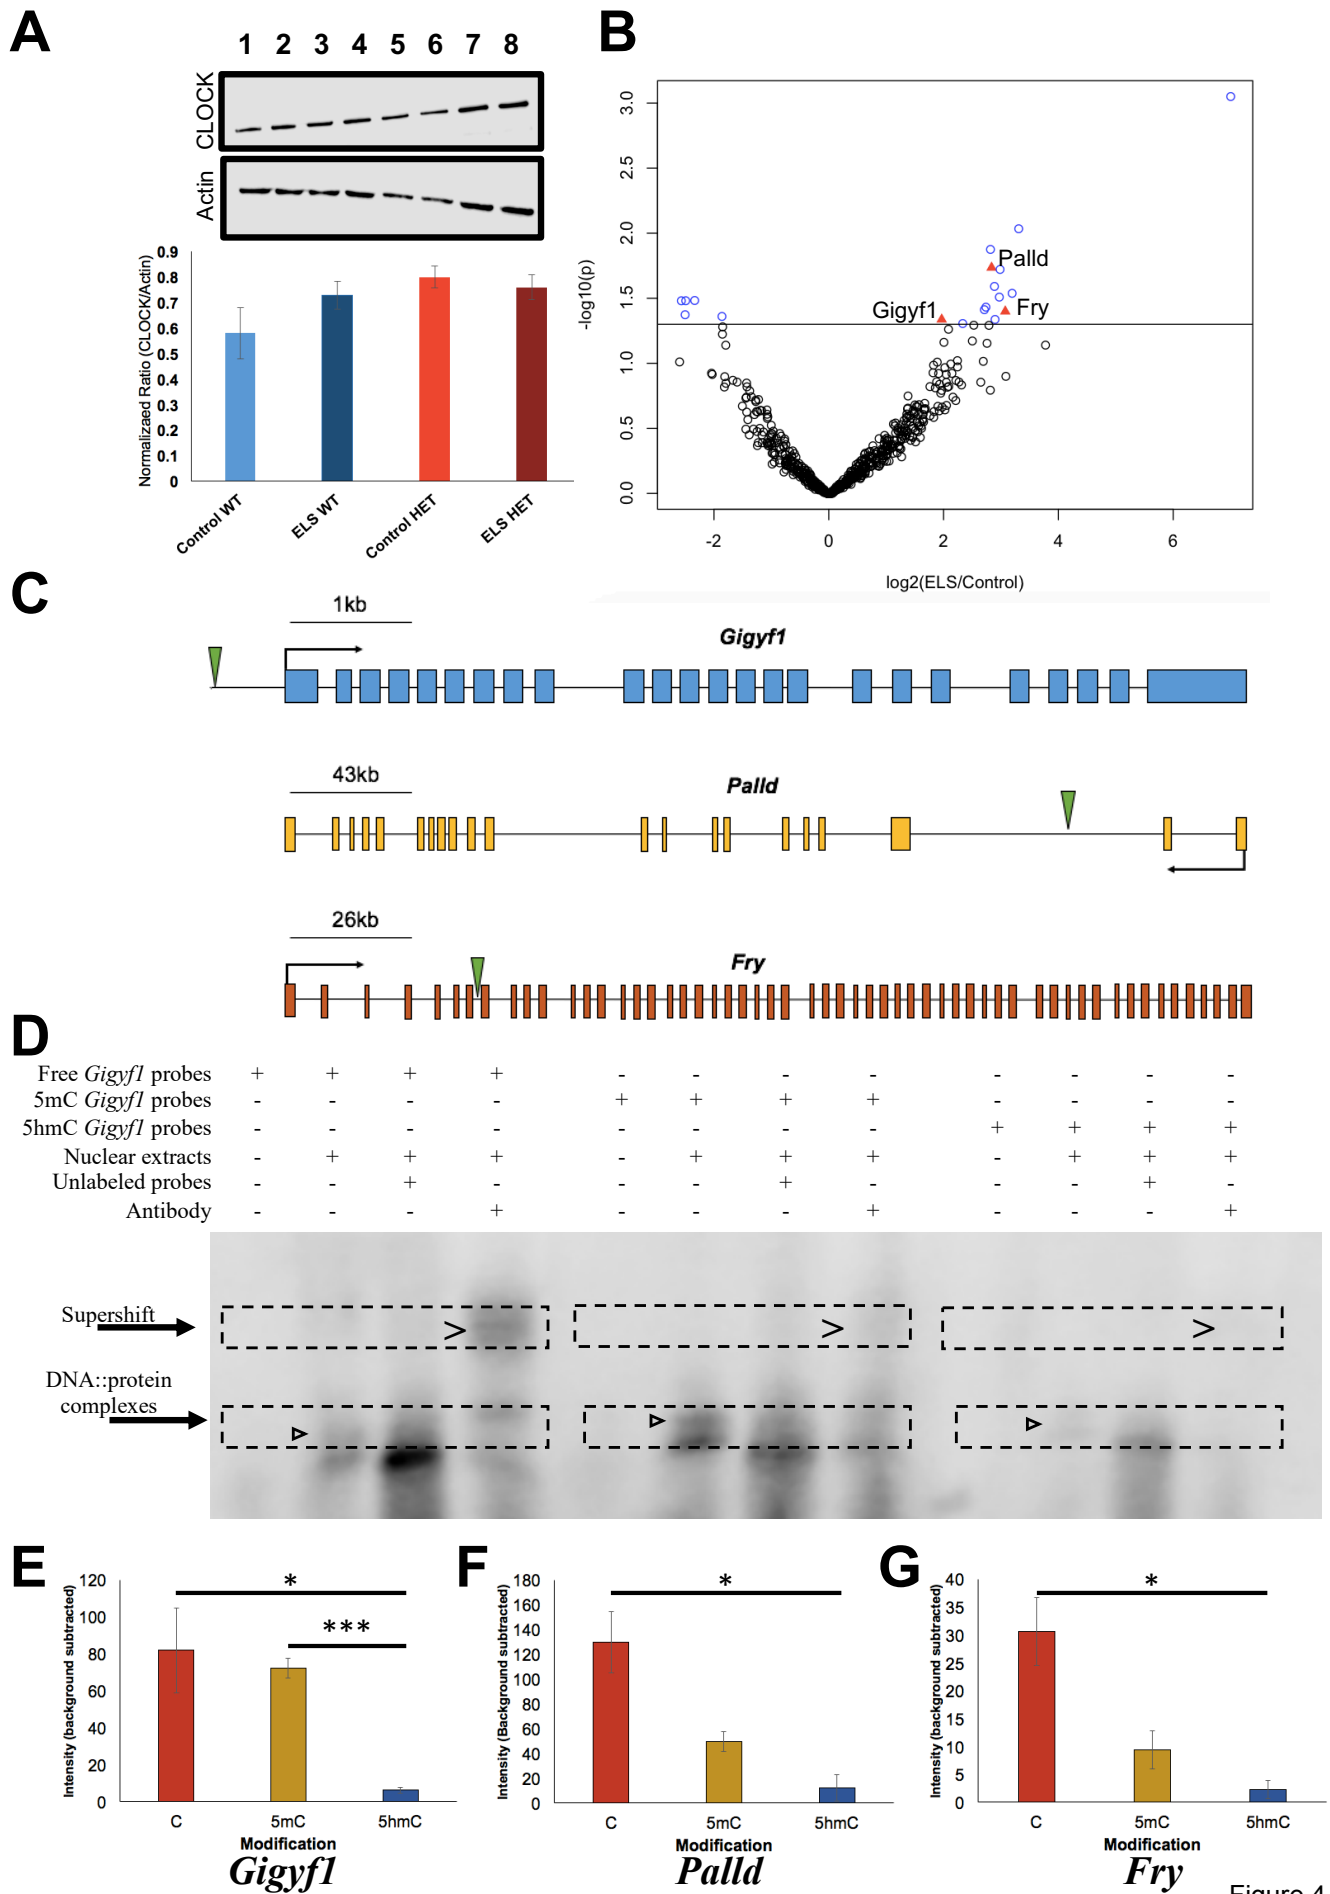 A
1 2 3 4 5 6 7 8
CLOCK
Actin
Normalized Ratio (CLOCK/Actin)
0.9
0.8
0.7
0.6
0.5
0.4
0.3
0.2
0.1
0
Control WT
ELS WT
Control HET
ELS HET
B
-log10(p)
3.0
2.5
2.0
1.5
1.0
0.5
0.0
Palld
Gigyf1
Fry
-2 0 2 4 6
log2(ELS/Control)
C
1kb
Gigyf1
43kb
Palld
26kb
Fry
D
Free Gigyf1 probes + + + + - - - - - - - -
5mC Gigyf1 probes - - - - + + + + - - - -
5hmC Gigyf1 probes - - - - - - - - + + + +
Nuclear extracts - + + + - + + + - + + +
Unlabeled probes - - + - - - + - - - + -
Antibody - - - + - - - + - - - +
Supershift
> > >
DNA::protein
complexes
E
Intensity (background subtracted)
120
100
80
60
40
20
0
*
***
C 5mC 5hmC
Modification
Gigyf1
F
Intensity (Background subtracted)
180
160
140
120
100
80
60
40
20
0
*
C 5mC 5hmC
Modification
Palld
G
Intensity (background subtracted)
40
35
30
25
20
15
10
5
0
*
C 5mC 5hmC
Modification
Fry
Figure 4